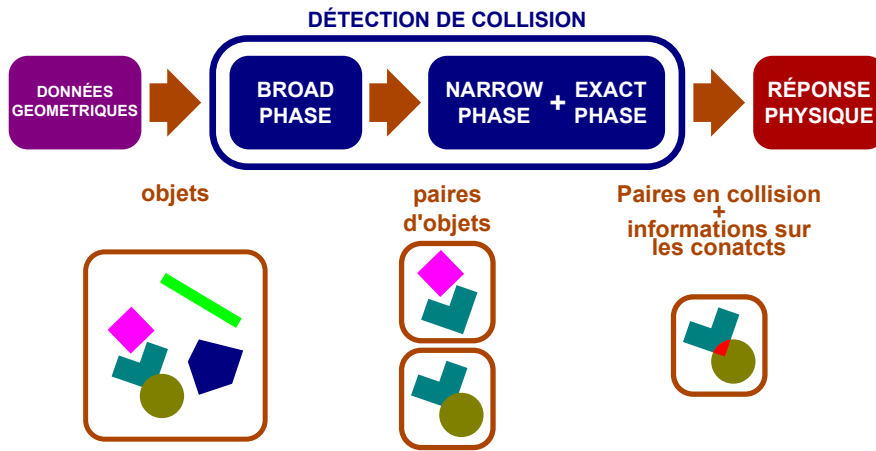 DÉTECTION DE COLLISION
DONNÉES
GEOMETRIQUES
BROAD
PHASE
NARROW
PHASE
+
EXACT
PHASE
RÉPONSE
PHYSIQUE
objets
paires
d'objets
Paires en collision
+
informations sur
les conatcts